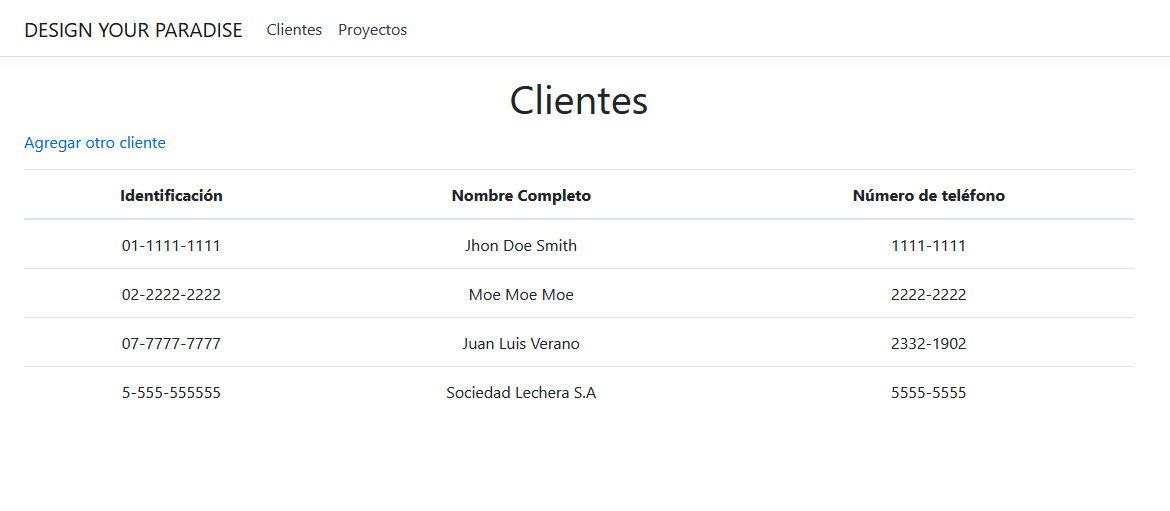 DESIGN YOUR PARADISE Clientes Proyectos
Clientes
Agregar otro cliente
Identificación Nombre Completo Número de teléfono
01-1111-1111 Jhon Doe Smith 1111-1111
02-2222-2222 Moe Moe Moe 2222-2222
07-7777-7777 Juan Luis Verano 2332-1902
5-555-555555 Sociedad Lechera S.A 5555-5555